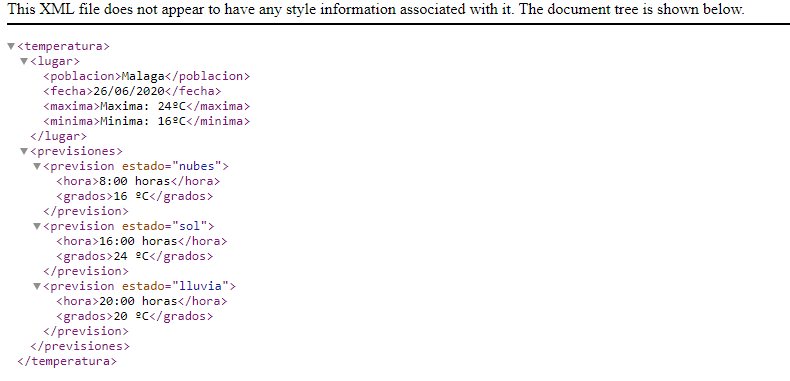 This XML file does not appear to have any style information associated with it. The document tree is shown below.
▼<temperatura>
▼<lugar>
<poblacion>Malaga</poblacion>
<fecha>26/06/2020</fecha>
<maxima>Maxima: 24ºC</maxima>
<minima>Minima: 16ºC</minima>
</lugar>
▼<previsiones>
▼<prevision estado="nubes">
<hora>8:00 horas</hora>
<grados>16 ºC</grados>
</prevision>
▼<prevision estado="sol">
<hora>16:00 horas</hora>
<grados>24 ºC</grados>
</prevision>
▼<prevision estado="lluvia">
<hora>20:00 horas</hora>
<grados>20 ºC</grados>
</prevision>
</previsiones>
</temperatura>